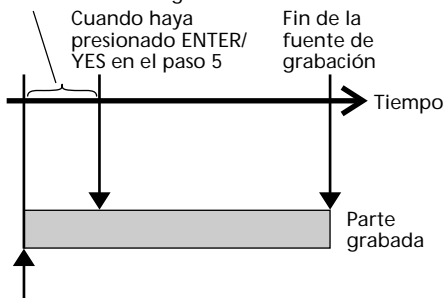 Cuando haya
presionado ENTER/
YES en el paso 5
Fin de la
fuente de
grabación
Tiempo
Parte
grabada